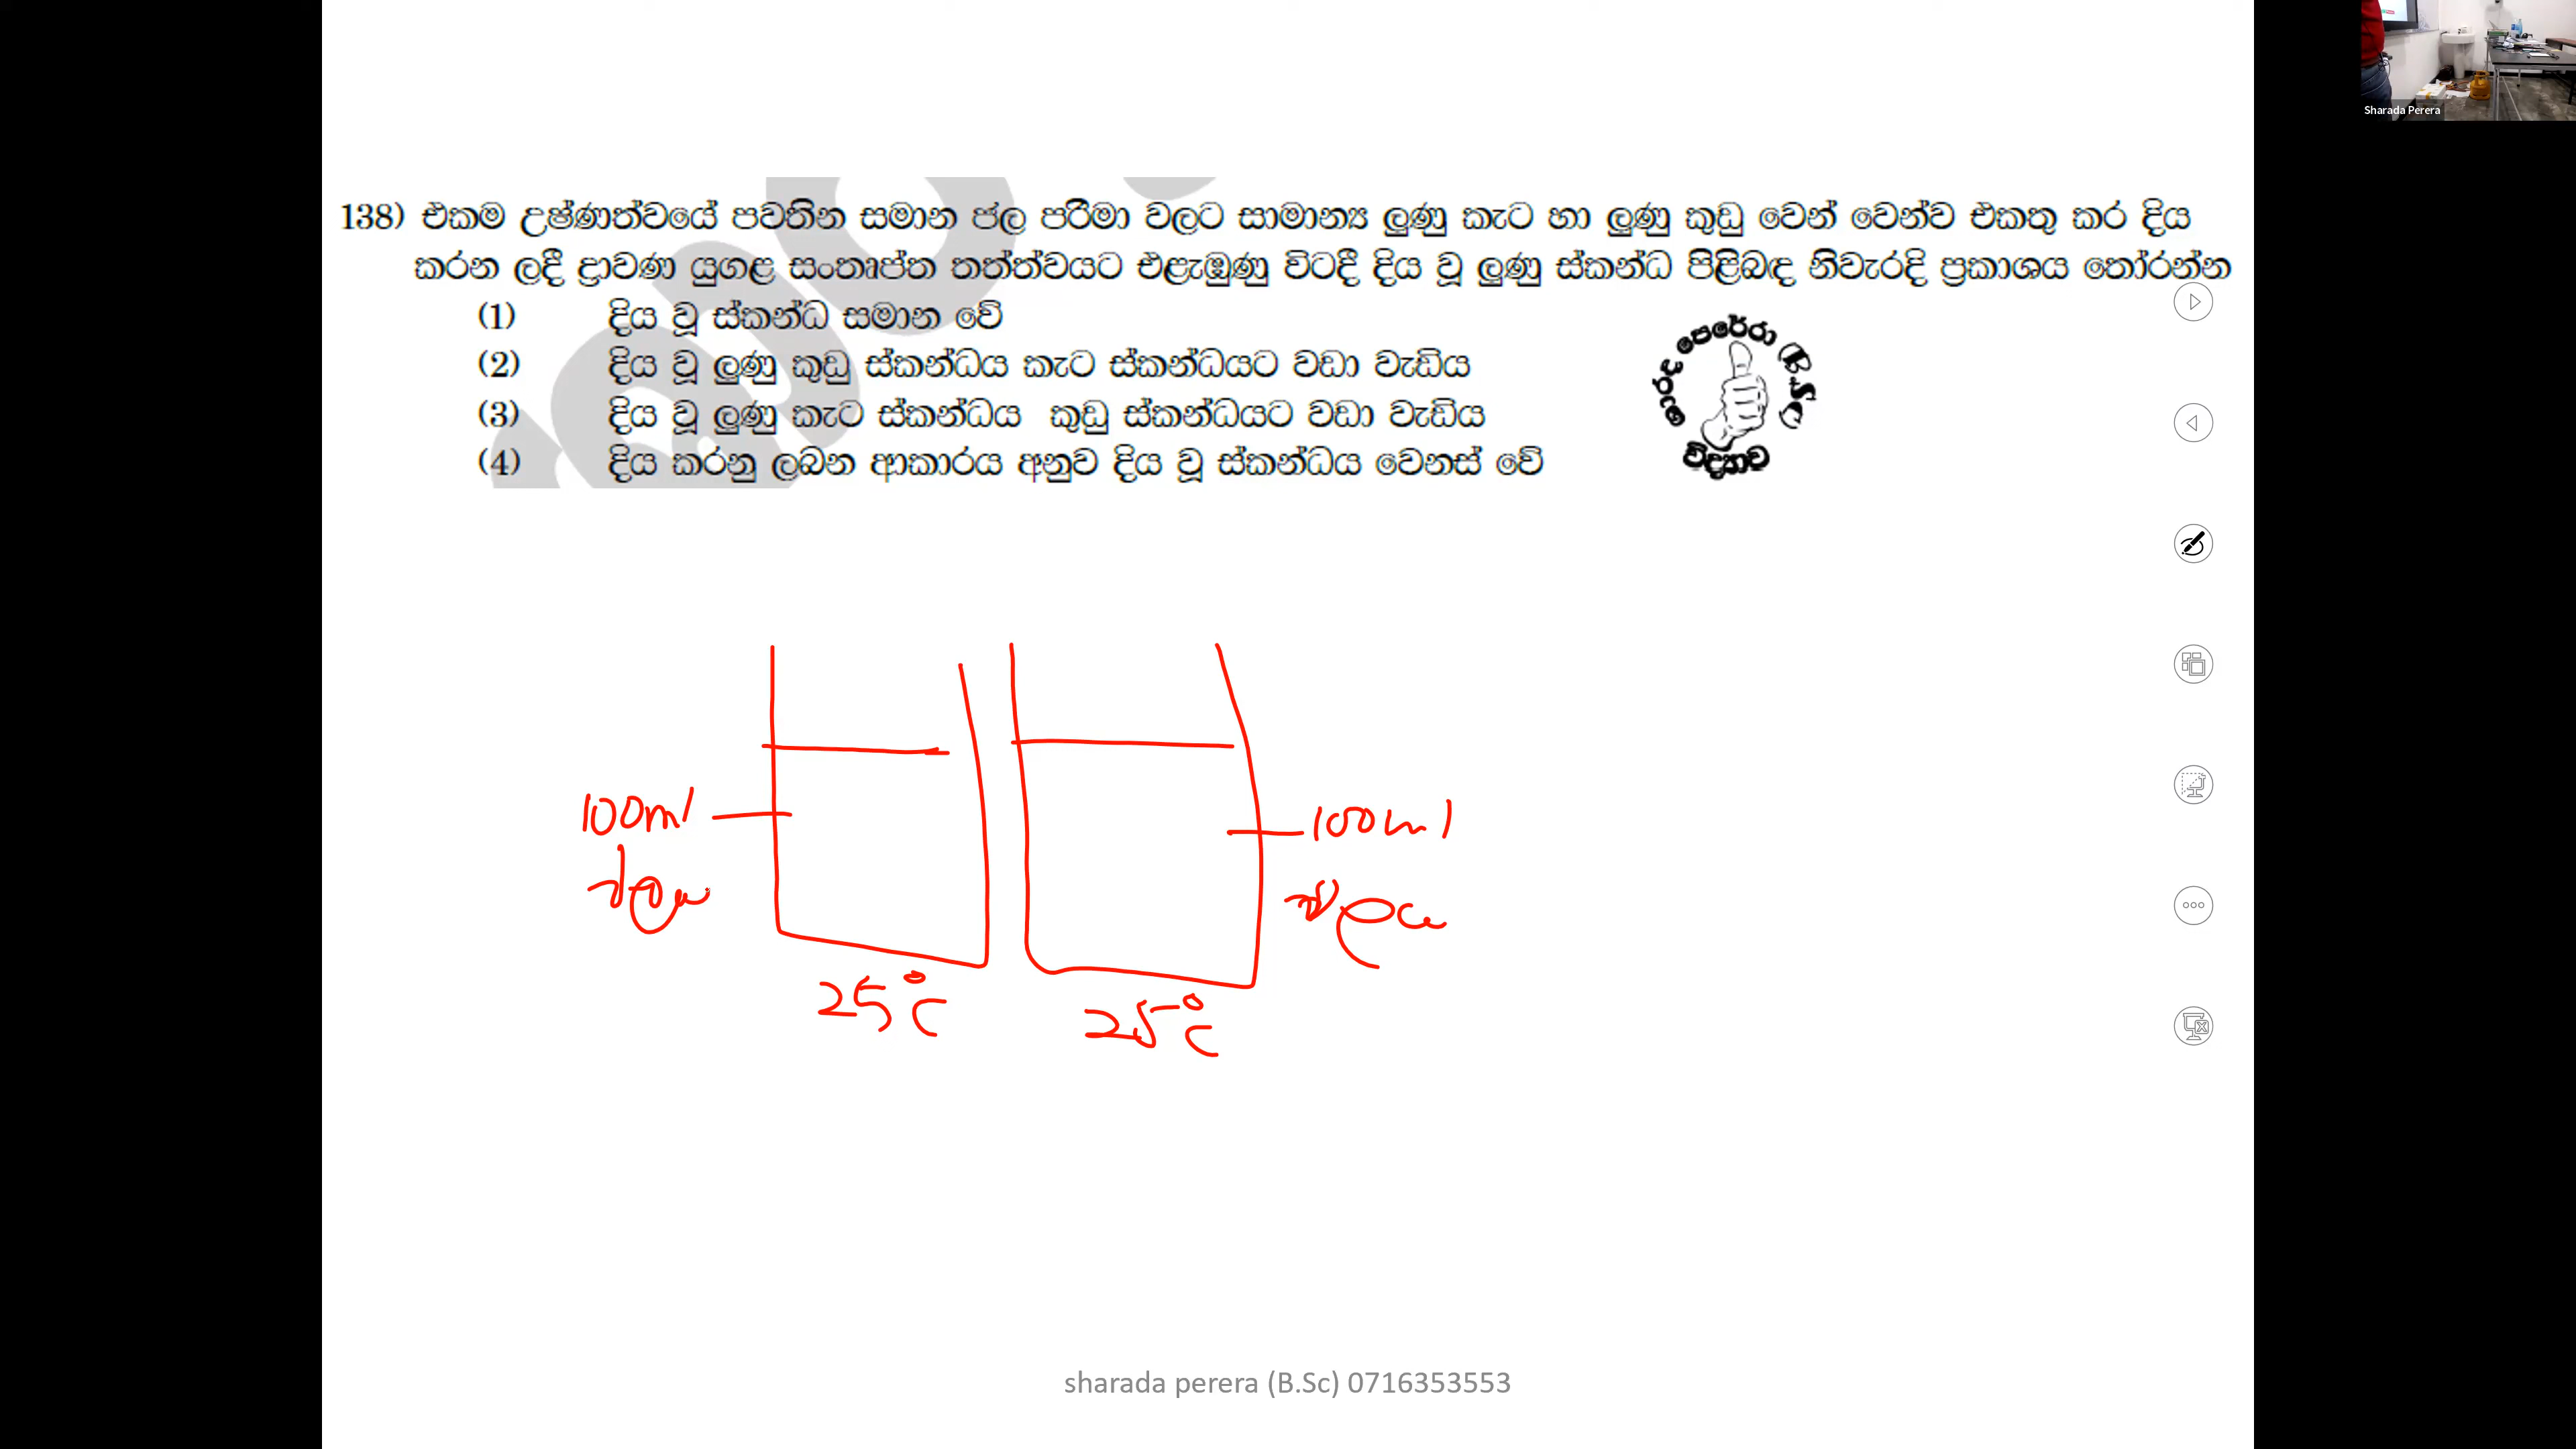 Sharada Perera
138) එකම උෂ්ණත්වයේ පවතින සමාන ජල පරිමා වලට සාමාන්‍ය ලුණු කැට හා ලුණු කුඩු වෙන් වෙන්ව එකතු කර දිය
කරන ලදී ද්‍රාවණ යුගළ සංතෘප්ත තත්ත්වයට එළැඹුණු විටදී දිය වූ ලුණු ස්කන්ධ පිළිබඳ නිවැරදි ප්‍රකාශය තෝරන්න
(1) දිය වූ ස්කන්ධ සමාන වේ
(2) දිය වූ ලුණු කුඩු ස්කන්ධය කැට ස්කන්ධයට වඩා වැඩිය
(3) දිය වූ ලුණු කැට ස්කන්ධය කුඩු ස්කන්ධයට වඩා වැඩිය
(4) දිය කරනු ලබන ආකාරය අනුව දිය වූ ස්කන්ධය වෙනස් වේ
ශාරද පෙරේරා (B.Sc)
විද්‍යාව
100ml
100ml
ජලය
25°C
25°C
sharada perera (B.Sc) 0716353553